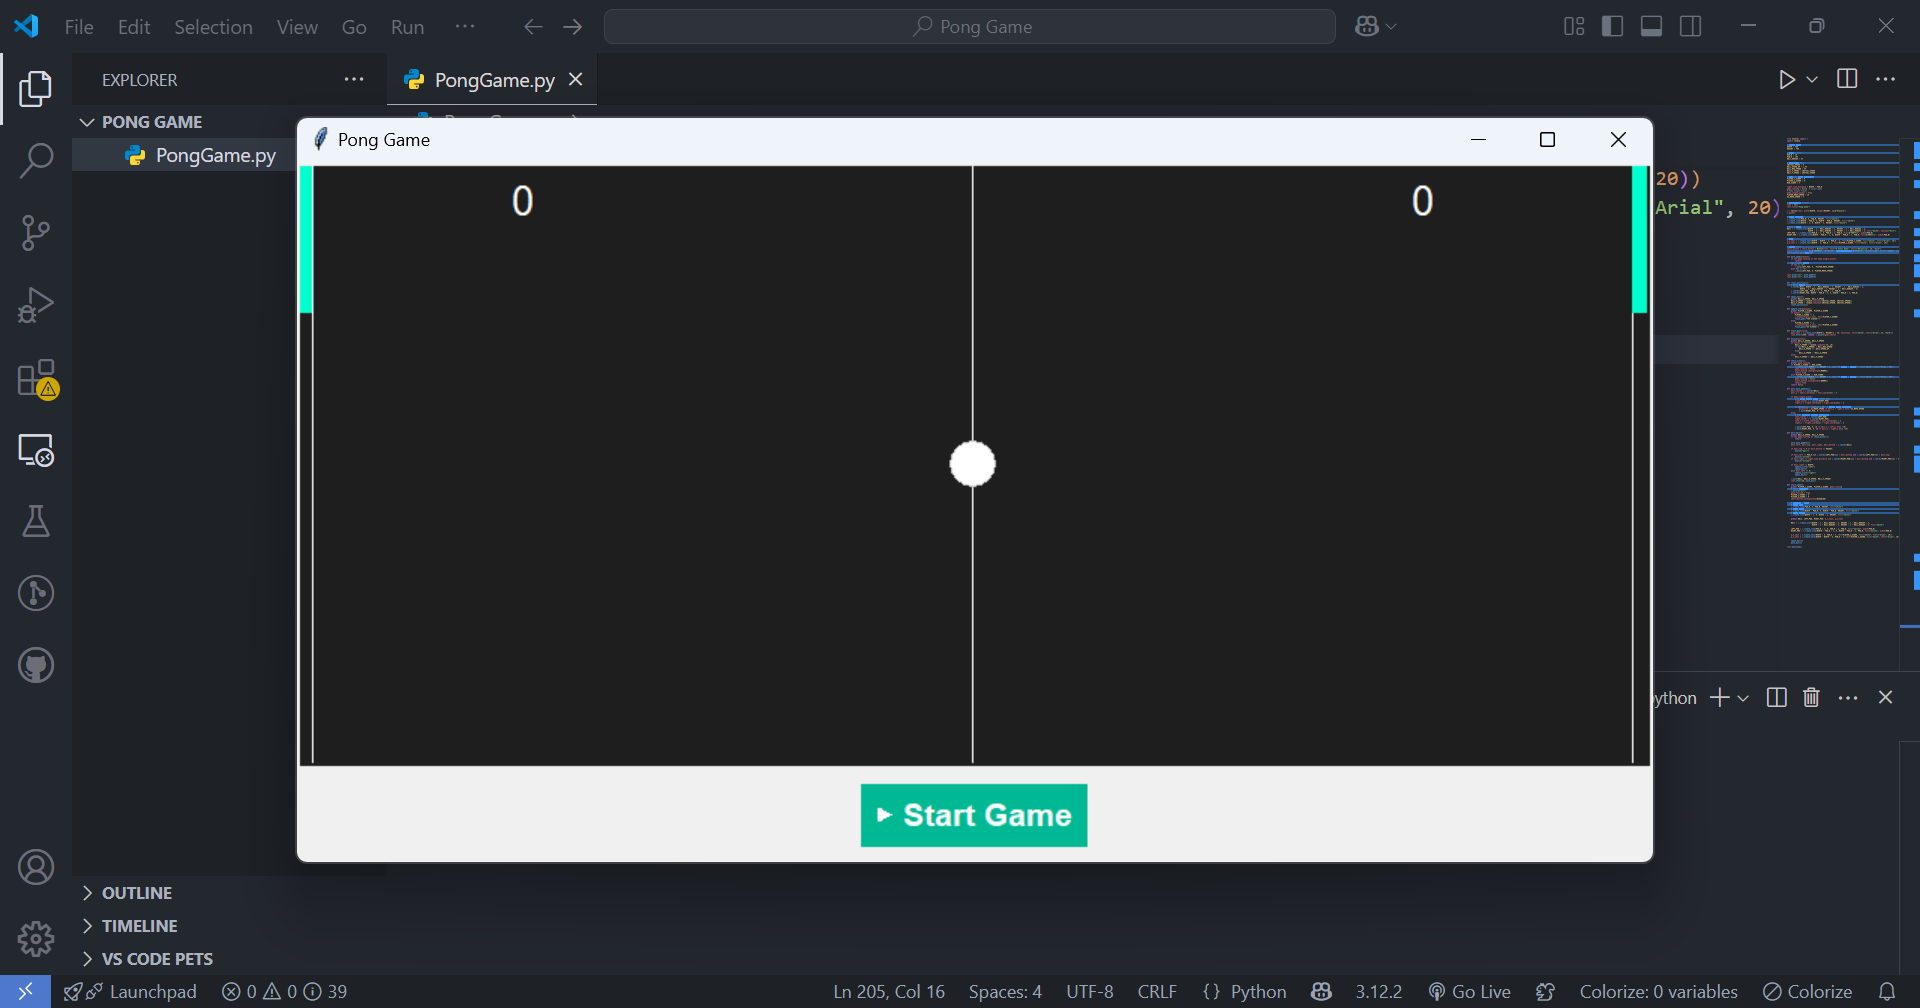 File Edit Selection View Go Run
Pong Game
EXPLORER
PongGame.py
PONG GAME
PongGame.py
Pong Game
20))
Arial", 20)
0
0
Start Game
ython
OUTLINE
TIMELINE
VS CODE PETS
Launchpad 0 0 39 Ln 205, Col 16 Spaces: 4 UTF-8 CRLF {} Python 3.12.2 Go Live Colorize: 0 variables Colorize